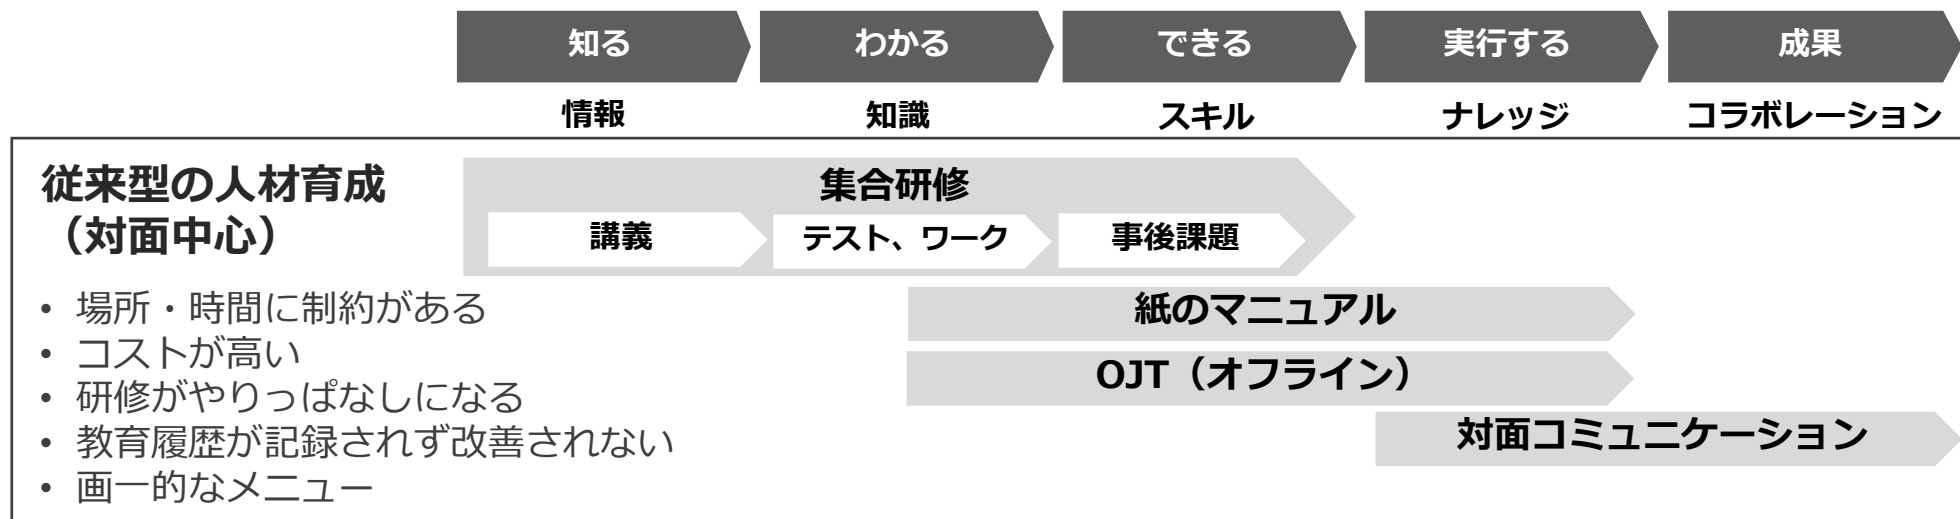 知る わかる できる 実行する 成果
情報 知識 スキル ナレッジ コラボレーション
従来型の人材育成
（対面中心）
集合研修
講義 テスト、ワーク 事後課題
紙のマニュアル
OJT（オフライン）
対面コミュニケーション
• 場所・時間に制約がある
• コストが高い
• 研修がやりっぱなしになる
• 教育履歴が記録されず改善されない
• 画一的なメニュー